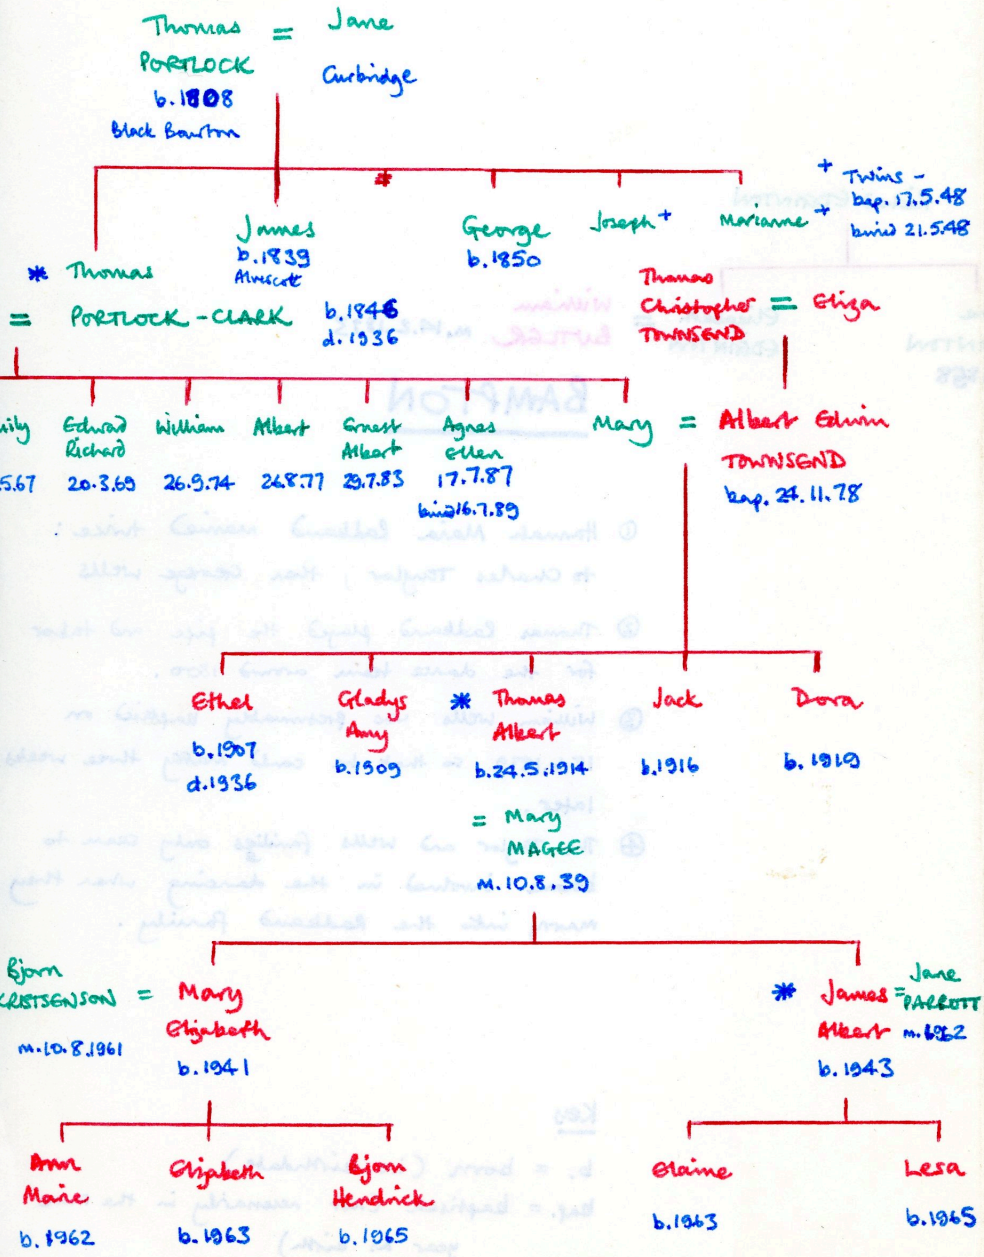 Thomas = Jane
PORTLOCK
Curbridge
b.1808
Black Bourton
+ Twins -
bap. 17.5.48
buried 21.5.48
James
b.1839
Alvescot
George
b.1850
Joseph +
Marianne +
* Thomas
= PORTLOCK-CLARK
b.1846
d.1936
Thomas
Christopher = Eliza
TOWNSEND
5.67
Edward
Richard
20.3.69
William
26.9.74
Albert
26.8.77
Ernest
Albert
29.7.83
Agnes
Ellen
17.7.87
buried 16.7.89
Mary = Albert Edwin
TOWNSEND
bap. 24.11.78
Ethel
b.1907
d.1936
Gladys
Amy
b.1909
* Thomas
Albert
b.24.5.1914
Jack
b.1916
Dora
b.1919
= Mary
MAGEE
m.10.8.39
Bjorn
KRISTSENSON = Mary
Elizabeth
m.10.8.1961
b.1941
* James = Jane
Albert PARROTT
m.1962
b.1943
Ann
Marie
b.1962
Elizabeth
b.1963
Bjorn
Hendrick
b.1965
Elaine
b.1963
Lesa
b.1965